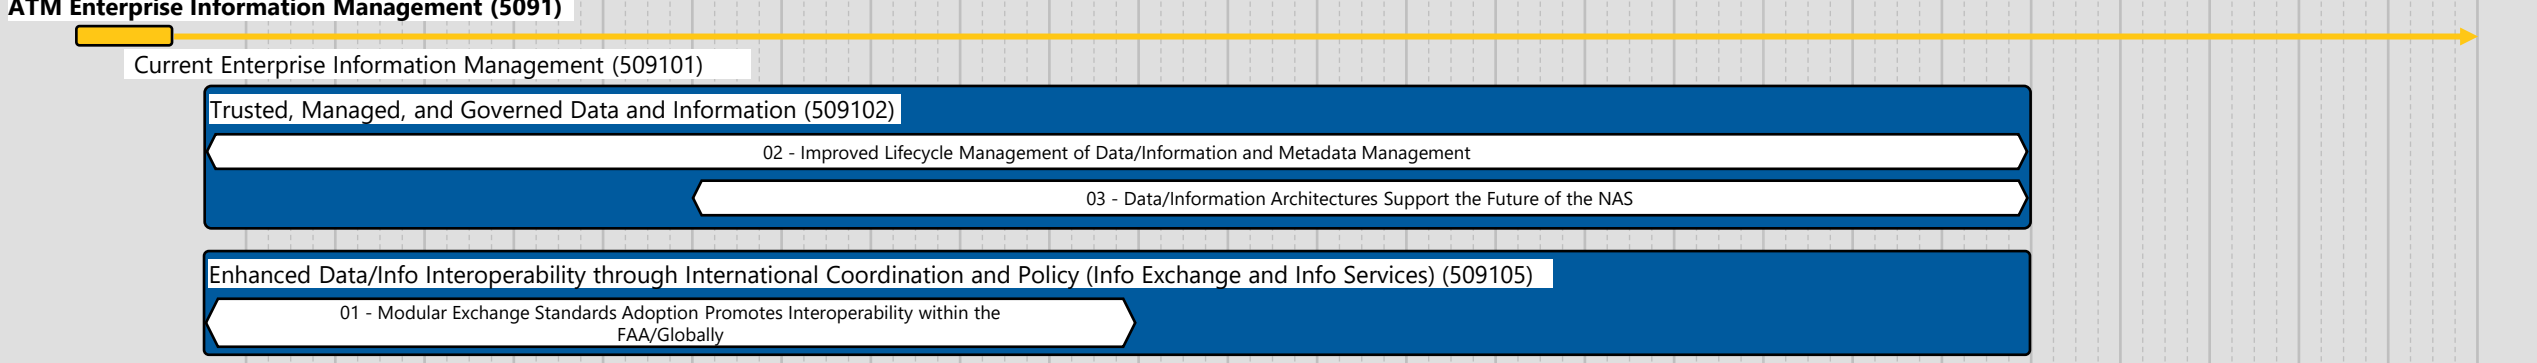 ATM Enterprise Information Management (5091)
Current Enterprise Information Management (509101)
Trusted, Managed, and Governed Data and Information (509102)
02 - Improved Lifecycle Management of Data/Information and Metadata Management
03 - Data/Information Architectures Support the Future of the NAS
Enhanced Data/Info Interoperability through International Coordination and Policy (Info Exchange and Info Services) (509105)
01 - Modular Exchange Standards Adoption Promotes Interoperability within the
FAA/Globally